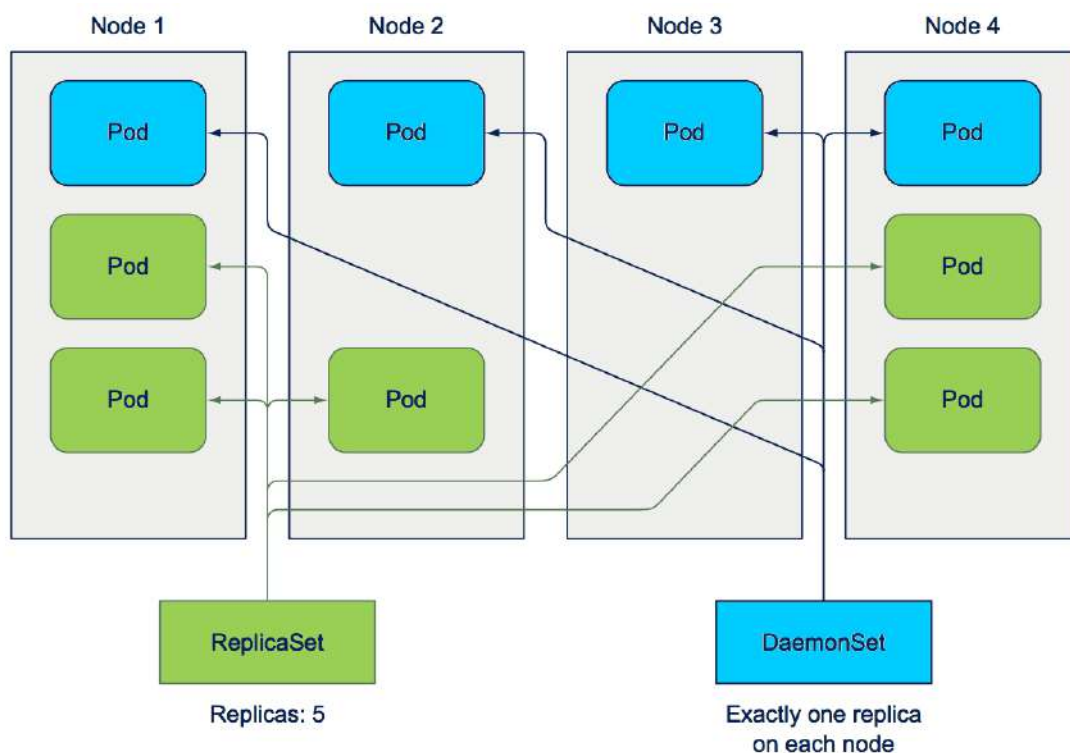 Node 1
Node 2
Node 3
Node 4
Pod
Pod
Pod
Pod
Pod
Pod
Pod
Pod
Pod
ReplicaSet
DaemonSet
Replicas: 5
Exactly one replica
on each node